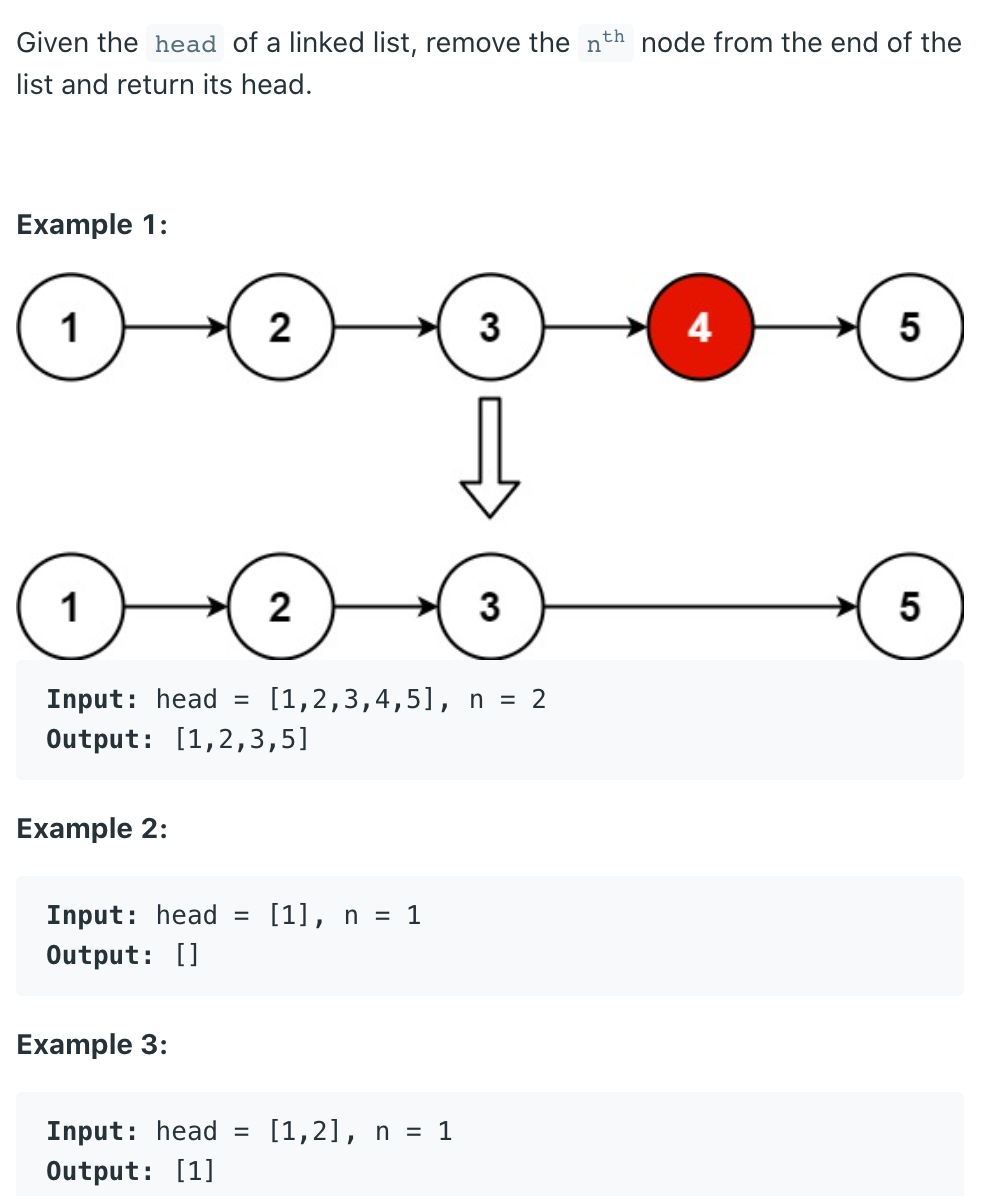 Given the head of a linked list, remove the nth node from the end of the
list and return its head.
Example 1:
1 2 3 4 5
1 2 3 5
Input: head = [1,2,3,4,5], n = 2
Output: [1,2,3,5]
Example 2:
Input: head = [1], n = 1
Output: []
Example 3:
Input: head = [1,2], n = 1
Output: [1]